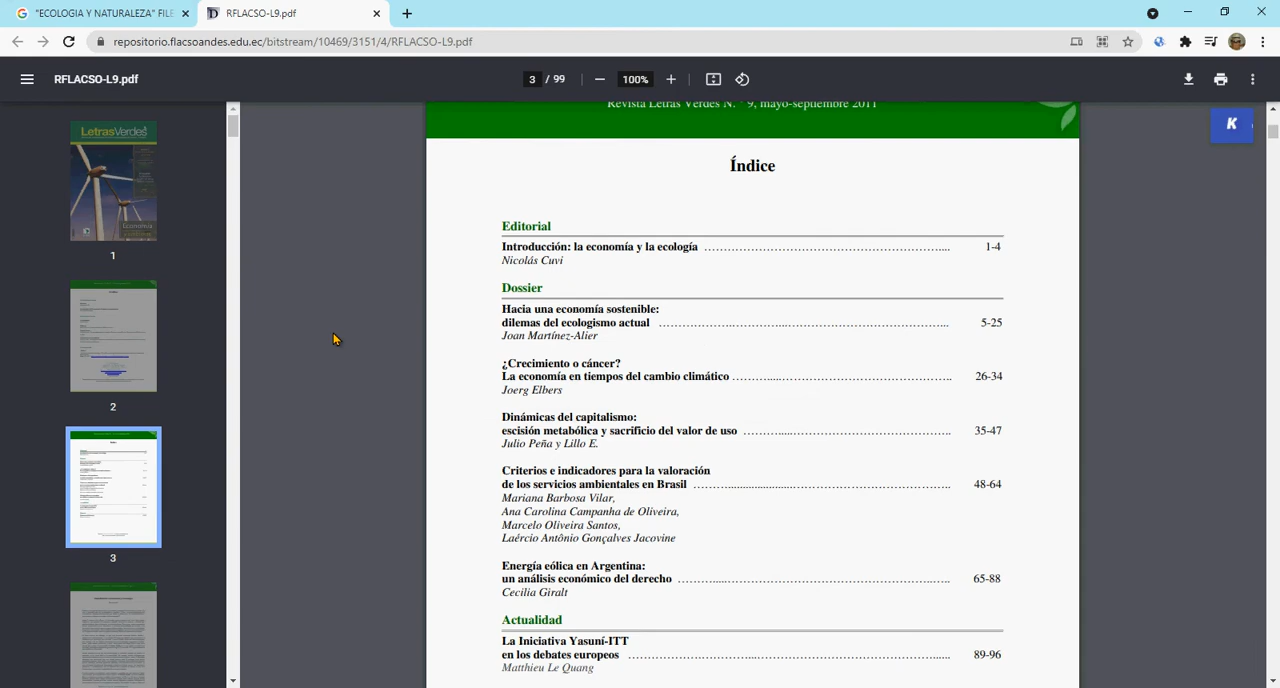 "ECOLOGIA Y NATURALEZA" FILE
RFLACSO-L9.pdf
repositorio.flacsoandes.edu.ec/bitstream/10469/3151/4/RFLACSO-L9.pdf
RFLACSO-L9.pdf
3 / 99
100%
LetrasVerdes
Economía
1
2
3
Revista Letras Verdes N. ° 9, mayo-septiembre 2011
K
Índice
Editorial
Introducción: la economía y la ecología ................................................ 1-4
Nicolás Cuvi
Dossier
Hacia una economía sostenible:
dilemas del ecologismo actual ................................................ 5-25
Joan Martínez-Alier
¿Crecimiento o cáncer?
La economía en tiempos del cambio climático ................................................ 26-34
Joerg Elbers
Dinámicas del capitalismo:
escisión metabólica y sacrificio del valor de uso ................................................ 35-47
Julio Peña y Lillo E.
Criterios e indicadores para la valoración
de los servicios ambientales en Brasil ................................................ 48-64
Mariana Barbosa Vilar,
Ana Carolina Campanha de Oliveira,
Marcelo Oliveira Santos,
Laércio Antônio Gonçalves Jacovine
Energía eólica en Argentina:
un análisis económico del derecho ................................................ 65-88
Cecilia Giralt
Actualidad
La Iniciativa Yasuní-ITT
en los debates europeos ................................................ 89-96
Matthieu Le Quang